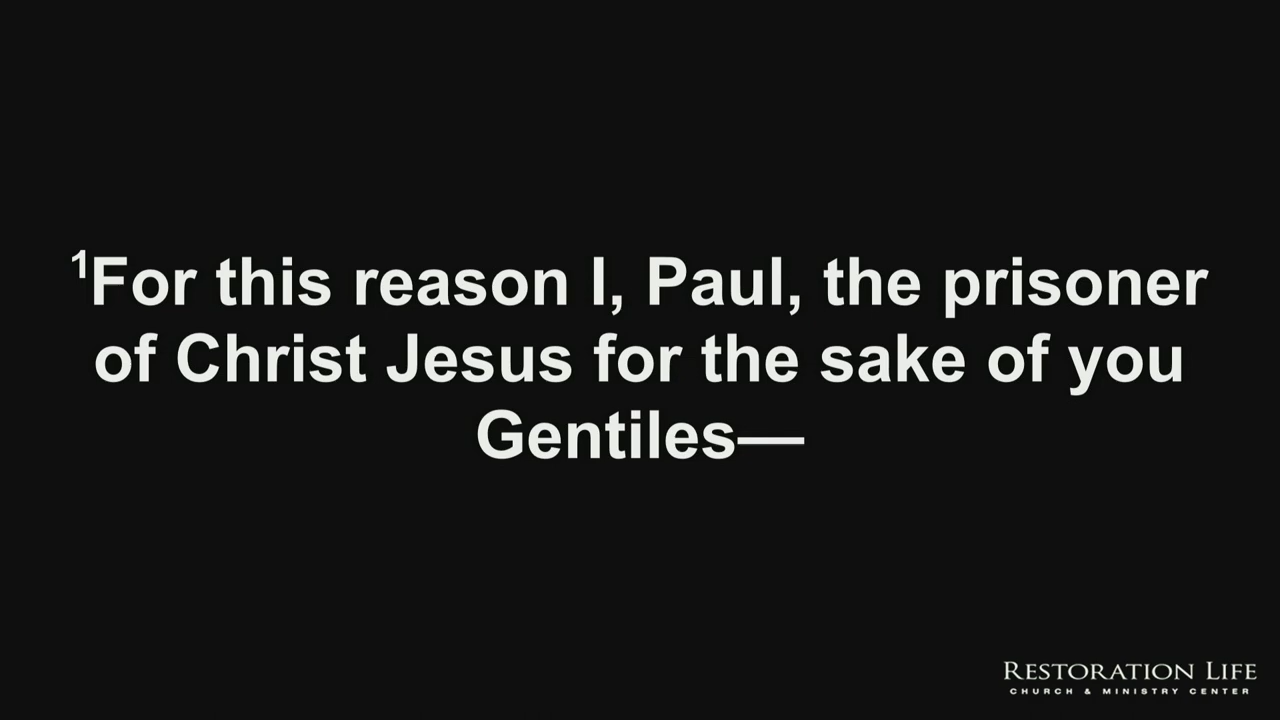 ¹For this reason I, Paul, the prisoner
of Christ Jesus for the sake of you
Gentiles—
RESTORATION LIFE
CHURCH & MINISTRY CENTER